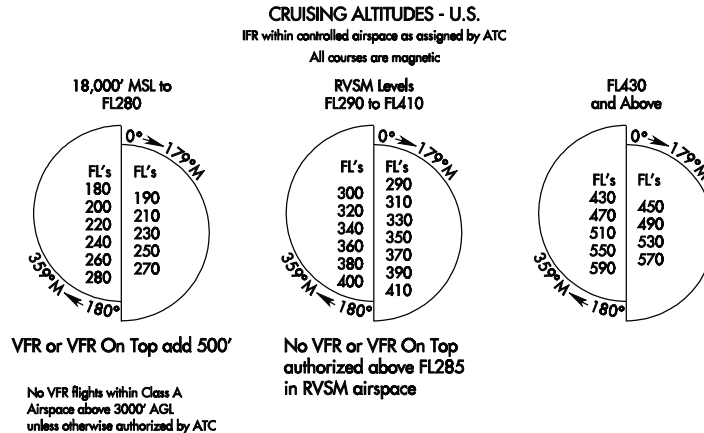 CRUISING ALTITUDES - U.S.
IFR within controlled airspace as assigned by ATC
All courses are magnetic
18,000' MSL to
FL280
0° 179°M
FL's FL's
180
190
200
210
220
230
240
250
260
270
280
359°M 180°
VFR or VFR On Top add 500'
No VFR flights within Class A
Airspace above 3000' AGL
unless otherwise authorized by ATC
RVSM Levels
FL290 to FL410
0° 179°M
FL's FL's
290
300
310
320
330
340
350
360
370
380
390
400
410
359°M 180°
No VFR or VFR On Top
authorized above FL285
in RVSM airspace
FL430
and Above
0° 179°M
FL's FL's
430
450
470
490
510
530
550
570
590
359°M 180°